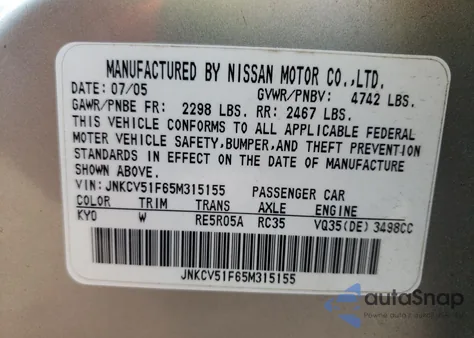 MANUFACTURED BY NISSAN MOTOR CO.,LTD.
DATE: 07/05 GVWR/PNBV: 4742 LBS.
GAWR/PNBE FR: 2298 LBS. RR: 2467 LBS.
THIS VEHICLE CONFORMS TO ALL APPLICABLE FEDERAL
MOTER VEHICLE SAFETY,BUMPER,AND THEFT PREVENTION
STANDARDS IN EFFECT ON THE DATE OF MANUFACTURE
SHOWN ABOVE.
VIN: JNKCV51F65M315155 PASSENGER CAR
COLOR TRIM TRANS AXLE ENGINE
KY0 W RE5R05A RC35 VQ35(DE) 3498CC
JNKCV51F65M315155
autoSnap